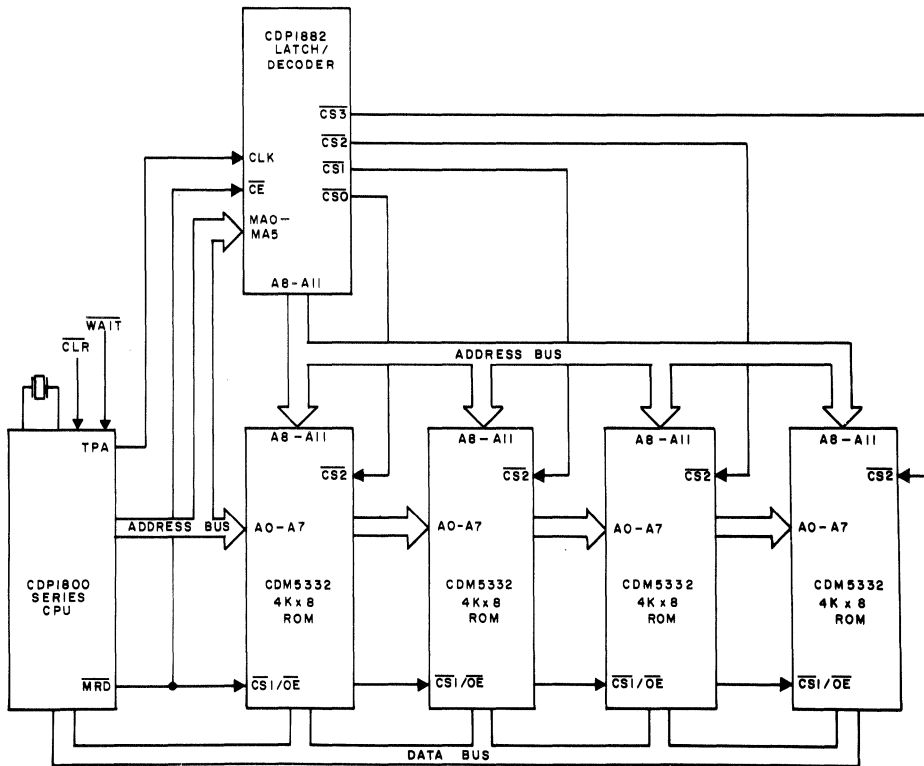 CDP1882
LATCH/
DECODER
CS3
CS2
CLK
CS1
CE
CS0
MA0-
MA5
A8-A11
WAIT
CLR
ADDRESS BUS
TPA
A8-A11
A8-A11
A8-A11
A8-A11
CS2
CS2
CS2
CS2
ADDRESS BUS
A0-A7
A0-A7
A0-A7
A0-A7
CDP1800
SERIES
CPU
CDM5332
4K x 8
ROM
CDM5332
4K x 8
ROM
CDM5332
4K x 8
ROM
CDM5332
4K x 8
ROM
MRD
CS1/OE
CS1/OE
CS1/OE
CS1/OE
DATA BUS